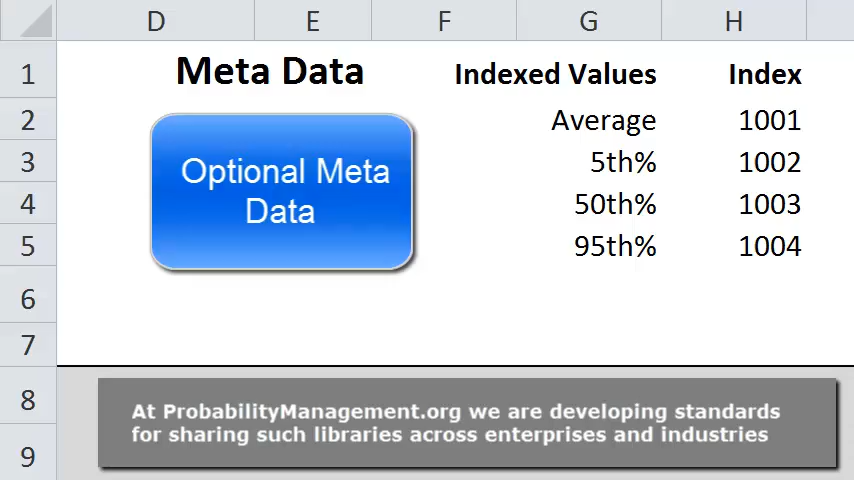 D E F G H
1 Meta Data Indexed Values Index
2 Average 1001
3 5th% 1002
4 50th% 1003
5 95th% 1004
Optional Meta
Data
6
7
8
9
At ProbabilityManagement.org we are developing standards
for sharing such libraries across enterprises and industries